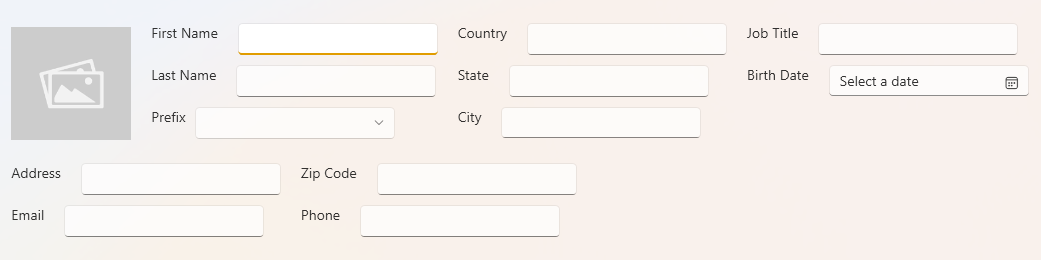 First Name
Country
Job Title
Last Name
State
Birth Date
Select a date
Prefix
City
Address
Zip Code
Email
Phone